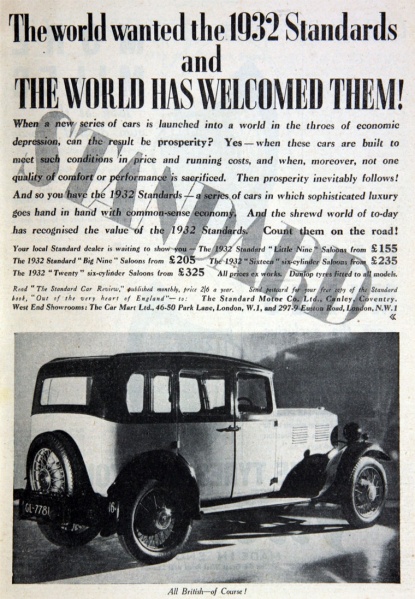 The world wanted the 1932 Standards
and
THE WORLD HAS WELCOMED THEM!
STANDARD
When a new series of cars is launched into a world in the throes of economic
depression, can the result be prosperity? Yes—when these cars are built to
meet such conditions in price and running costs, and when, moreover, not one
quality of comfort or performance is sacrificed. Then prosperity inevitably follows!
And so you have the 1932 Standards—a series of cars in which sophisticated luxury
goes hand in hand with common-sense economy. And the shrewd world of to-day
has recognised the value of the 1932 Standards. Count them on the road!
Your local Standard dealer is waiting to show you – The 1932 Standard "Little Nine" Saloons from £155
The 1932 Standard "Big Nine" Saloons from £205 The 1932 "Sixteen" six-cylinder Saloons from £235
The 1932 "Twenty" six-cylinder Saloons from £325 All prices ex works. Dunlop tyres fitted to all models.
Read "The Standard Car Review," published monthly, price 2/6 a year. Send postcard for your free copy of the Standard
book, "Out of the very heart of England"—to: The Standard Motor Co. Ltd., Canley, Coventry.
West End Showrooms: The Car Mart Ltd., 46-50 Park Lane, London, W.1, and 297-9 Euston Road, London, N.W.1
16
All British—of Course!